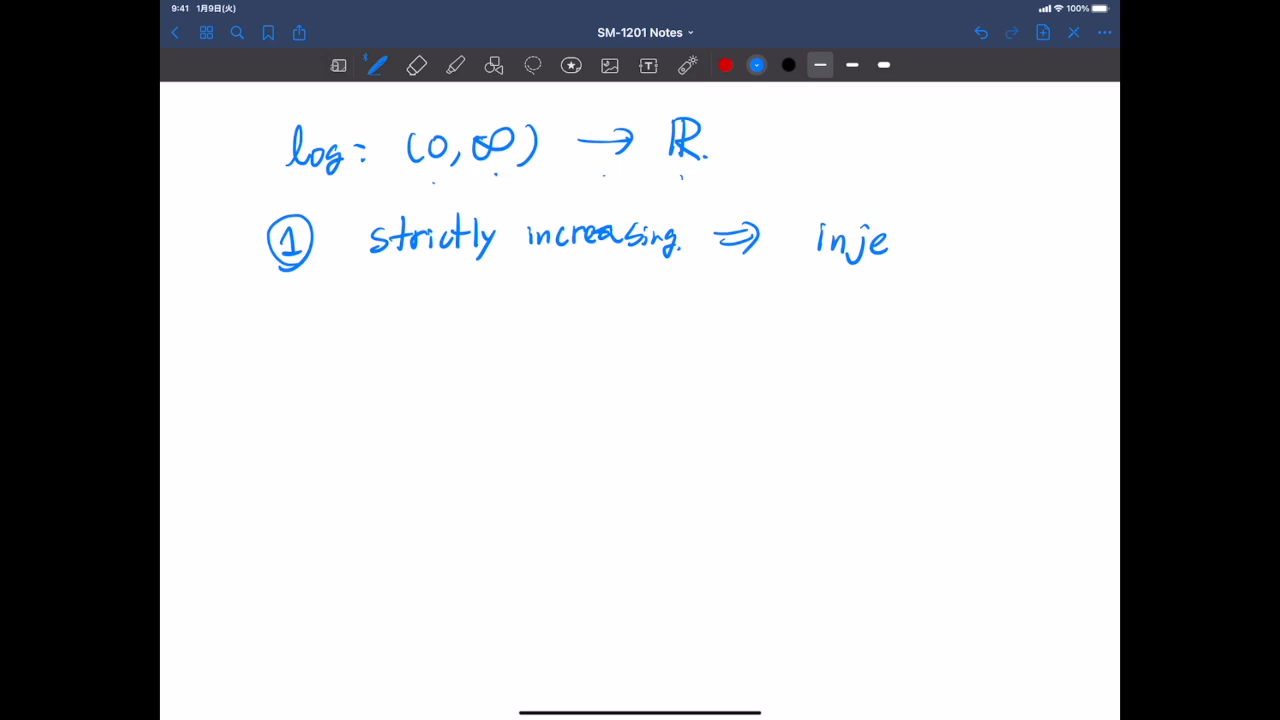 9:41 1月9日(火) 100%
SM-1201 Notes
log: (0, ∞) → ℝ.
① strictly increasing. ⇒ inje